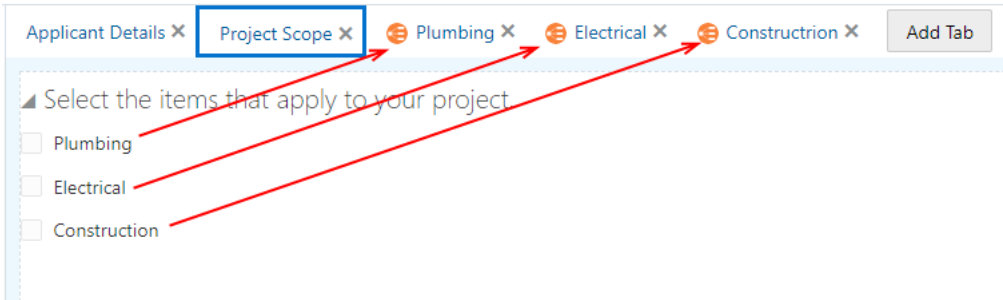 Applicant Details Project Scope Plumbing Electrical Constructrion Add Tab
Select the items that apply to your project.
Plumbing
Electrical
Construction